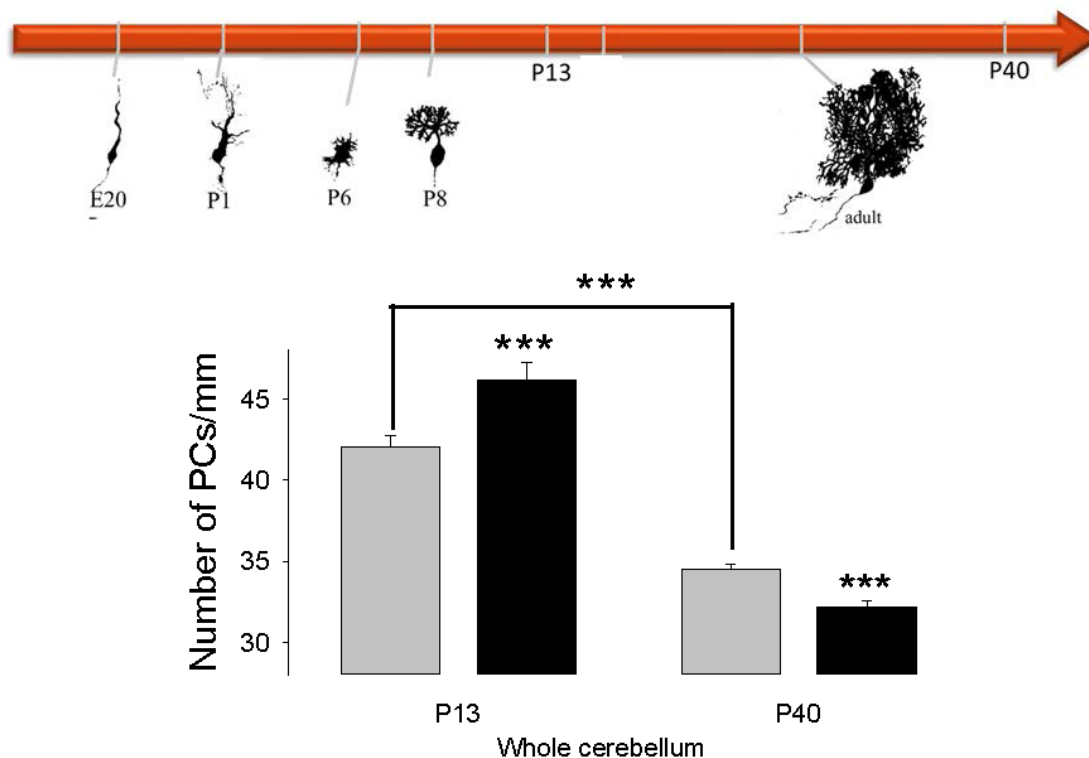 P13
P40
E20
P1
P6
P8
adult
***
***
***
Number of PCs/mm
45
40
35
30
P13
P40
Whole cerebellum